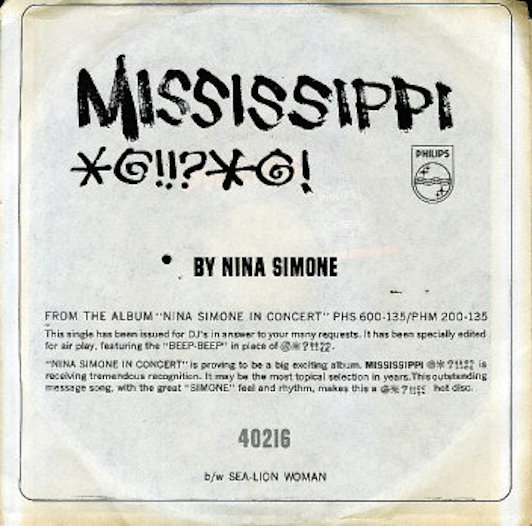 MISSISSIPPI
*@!!?*@!
PHILIPS
BY NINA SIMONE
FROM THE ALBUM "NINA SIMONE IN CONCERT" PHS 600-135/PHM 200-135
This single has been issued for DJ's in answer to your many requests. It has been specially edited
for air play, featuring the "BEEP-BEEP" in place of @*?!!¢¢.
"NINA SIMONE IN CONCERT" is proving to be a big exciting album. MISSISSIPPI @*?!!¢¢ is
receiving tremendous recognition. It may be the most topical selection in years. This outstanding
message song, with the great "SIMONE" feel and rhythm, makes this a @*?!!¢¢ hot disc.
40216
b/w SEA-LION WOMAN